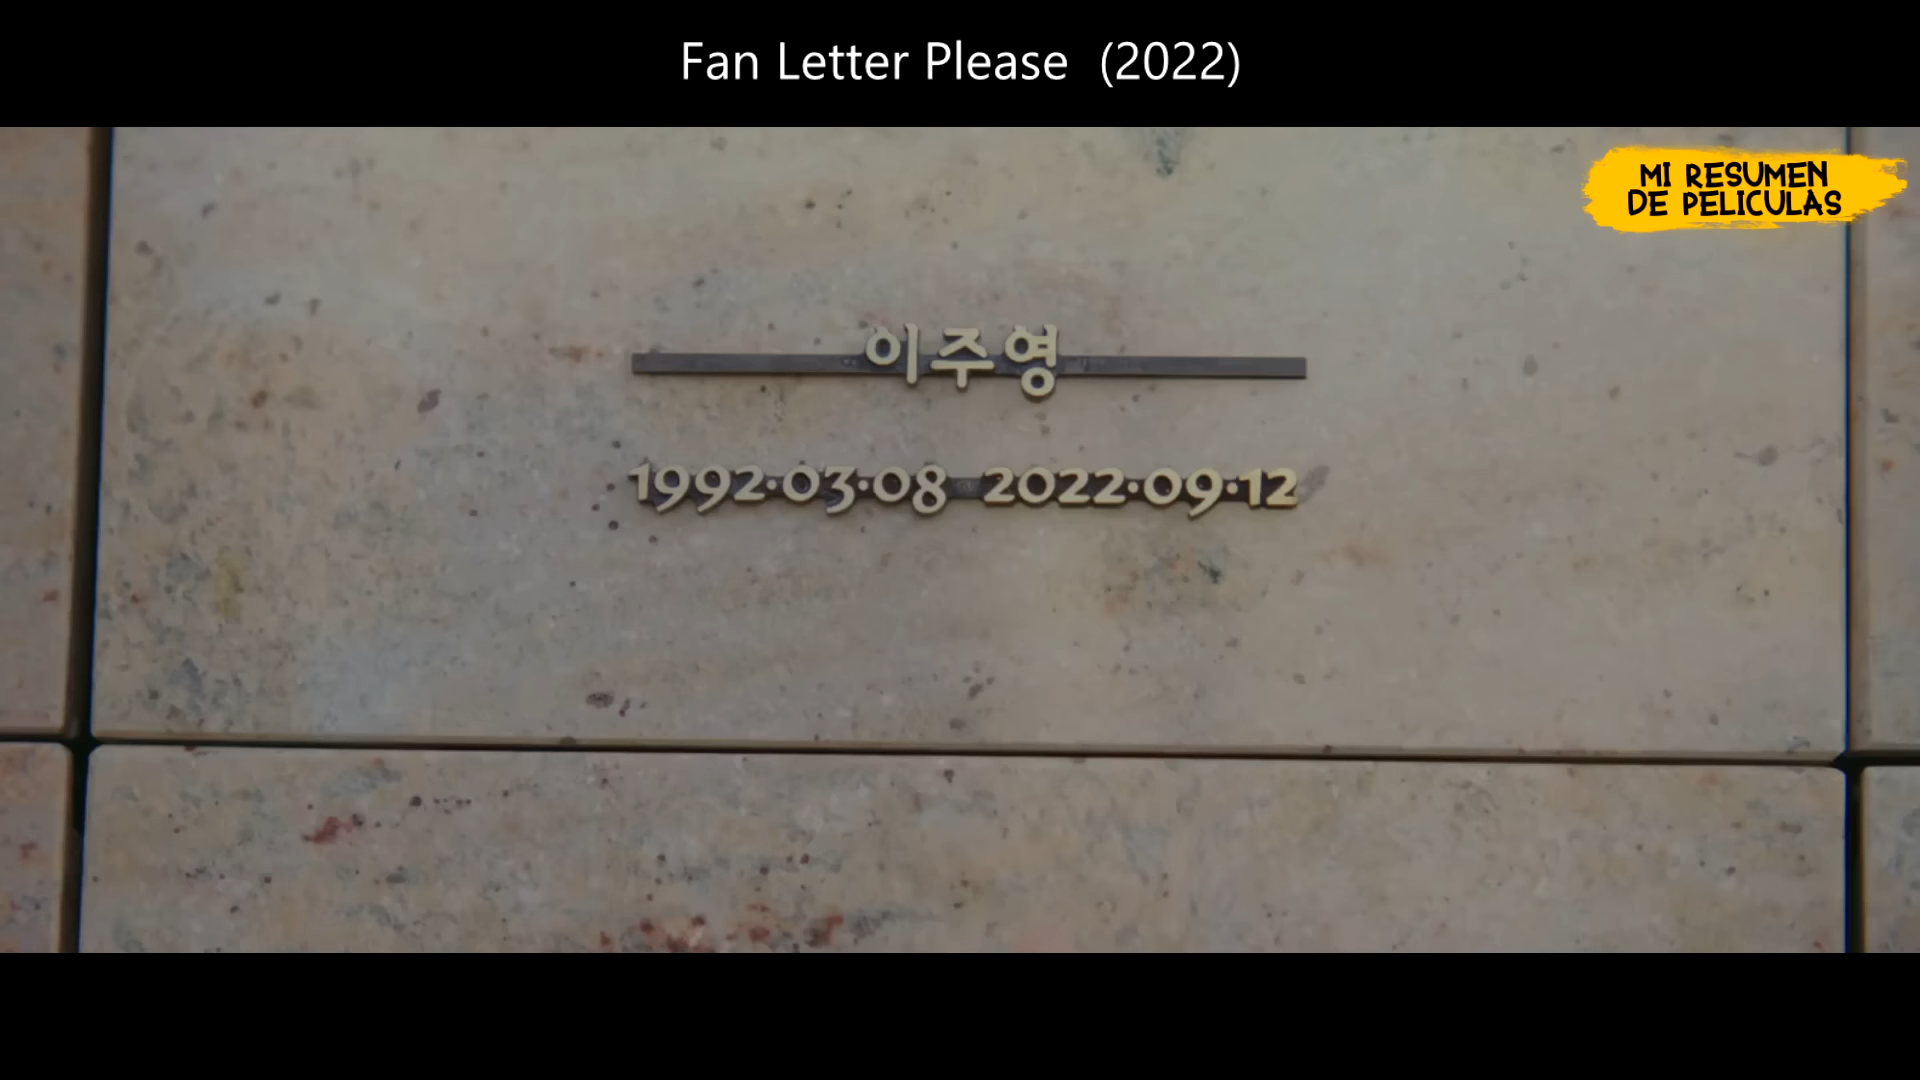 Fan Letter Please (2022)
MI RESUMEN
DE PELICULAS
이주영
1992·03·08 2022·09·12